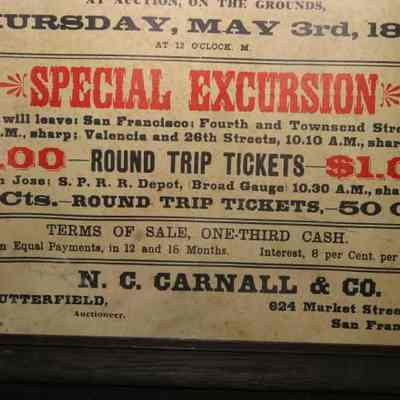 AT AUCTION, ON THE GROUNDS,
URSDAY, MAY 3rd, 18
AT 12 O'CLOCK M.
SPECIAL EXCURSION
will leave: San Francisco: Fourth and Townsend Stre
.M., sharp; Valencia and 26th Streets, 10.10 A.M., shar
.00—ROUND TRIP TICKETS—$1.0
n Jose: S. P. R. R. Depot, Broad Gauge: 10.30 A.M., sha
Cts.-ROUND TRIP TICKETS,-50 C
TERMS OF SALE, ONE-THIRD CASH.
n Equal Payments, in 12 and 15 Months. Interest, 8 per Cent. per
N. C. CARNALL & CO.
UTTERFIELD,
624 Market Stree
Auctioneer.
San Fran